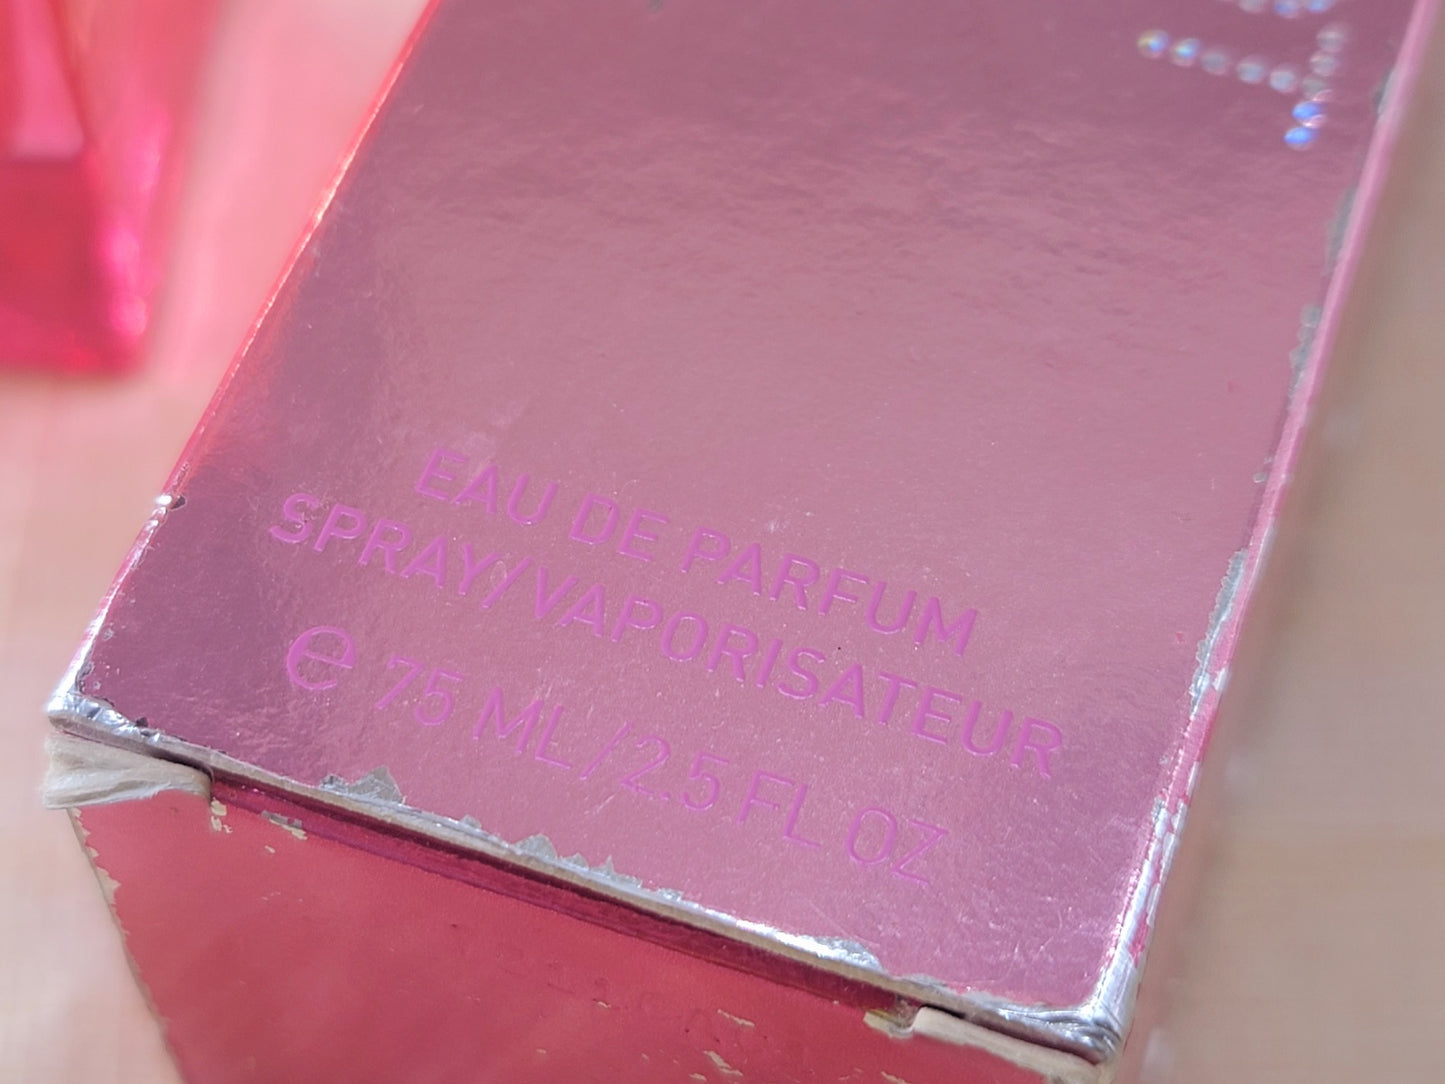 EAU DE PARFUM
SPRAY/VAPORISATEUR
e 75 ML/2.5 FL OZ